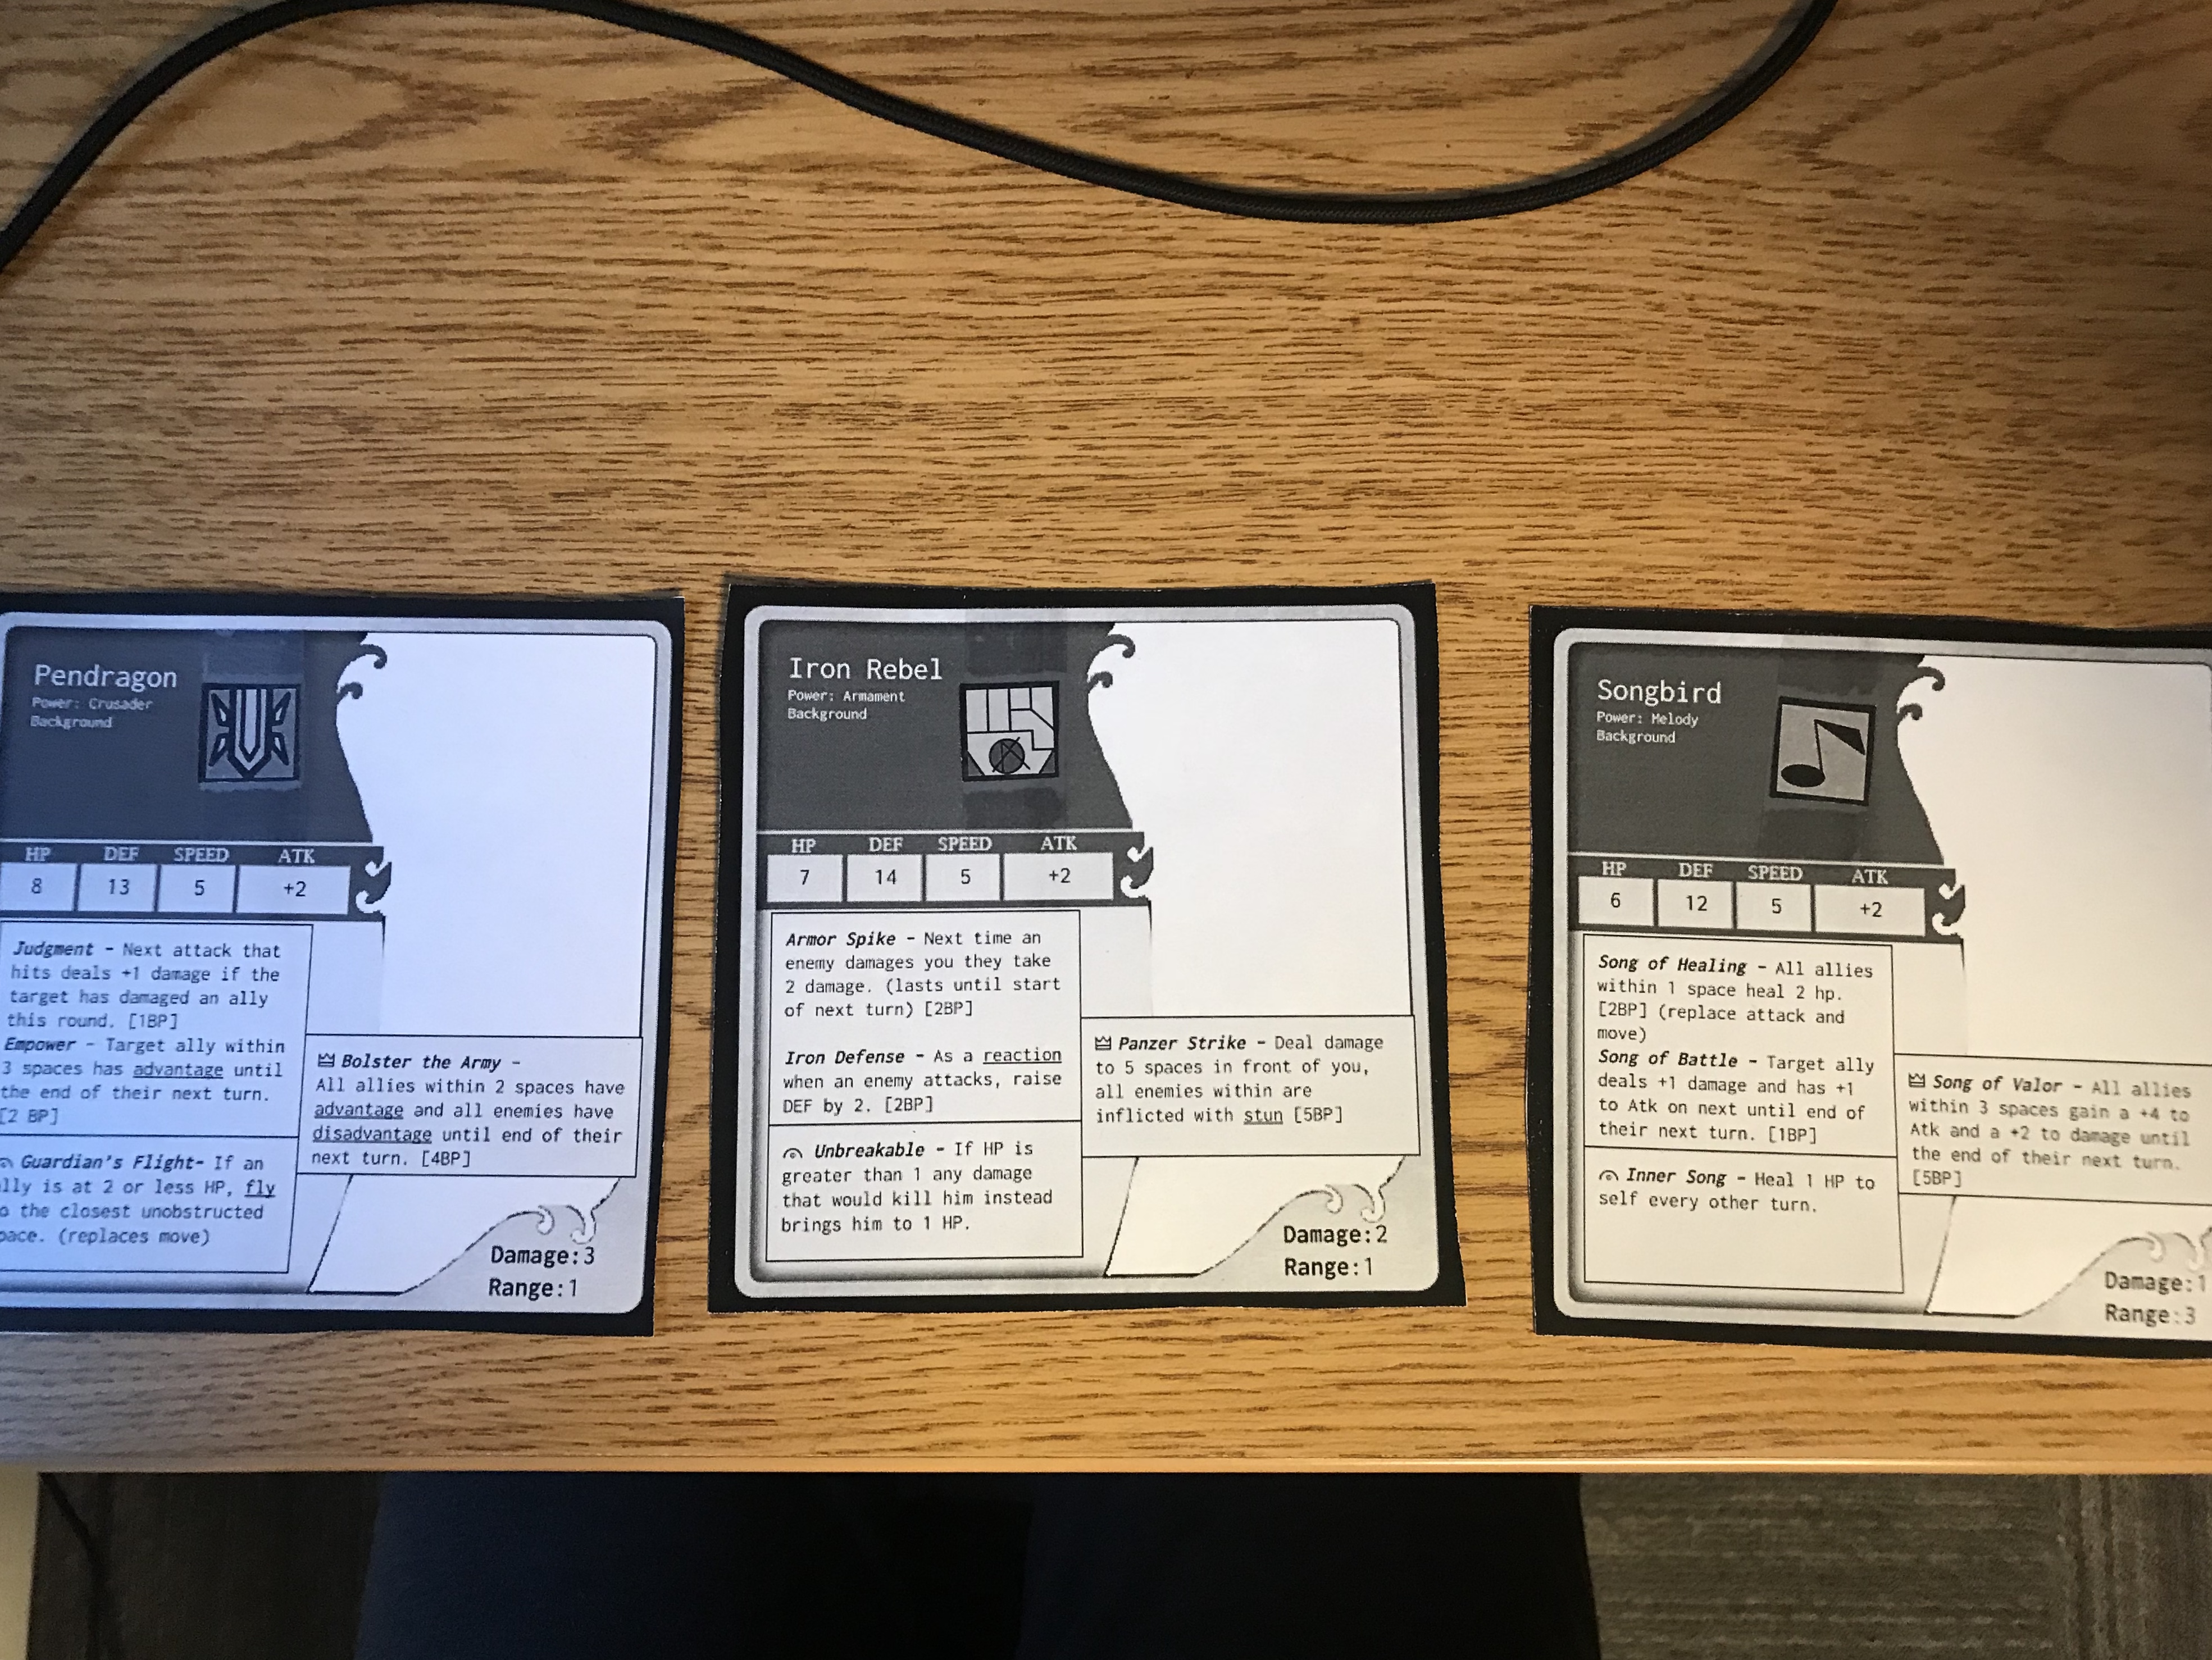 Pendragon
Power: Crusader
Background
HP DEF SPEED ATK
8 13 5 +2
Judgment - Next attack that
hits deals +1 damage if the
target has damaged an ally
this round. [1BP]
Empower - Target ally within
3 spaces has advantage until
the end of their next turn.
[2 BP]
Guardian's Flight- If an
lly is at 2 or less HP, fly
o the closest unobstructed
pace. (replaces move)
Bolster the Army -
All allies within 2 spaces have
advantage and all enemies have
disadvantage until end of their
next turn. [4BP]
Damage:3
Range:1
Iron Rebel
Power: Armament
Background
HP DEF SPEED ATK
7 14 5 +2
Armor Spike - Next time an
enemy damages you they take
2 damage. (lasts until start
of next turn) [2BP]
Iron Defense - As a reaction
when an enemy attacks, raise
DEF by 2. [2BP]
Unbreakable - If HP is
greater than 1 any damage
that would kill him instead
brings him to 1 HP.
Panzer Strike - Deal damage
to 5 spaces in front of you,
all enemies within are
inflicted with stun [5BP]
Damage:2
Range:1
Songbird
Power: Melody
Background
HP DEF SPEED ATK
6 12 5 +2
Song of Healing - All allies
within 1 space heal 2 hp.
[2BP] (replace attack and
move)
Song of Battle - Target ally
deals +1 damage and has +1
to Atk on next until end of
their next turn. [1BP]
Inner Song - Heal 1 HP to
self every other turn.
Song of Valor - All allies
within 3 spaces gain a +4 to
Atk and a +2 to damage until
the end of their next turn.
[5BP]
Damage:1
Range:3